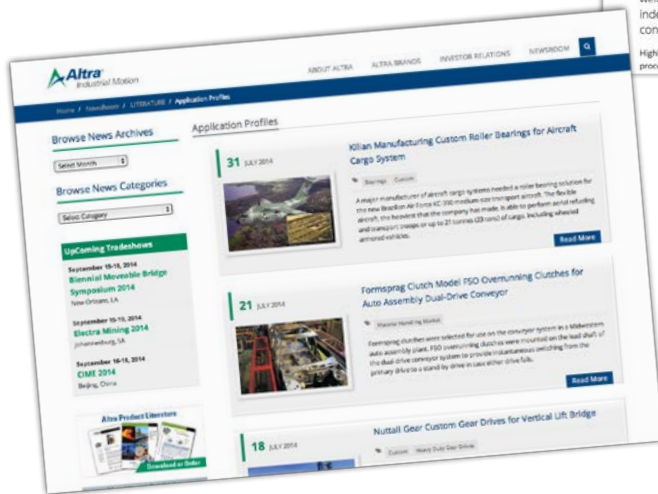 Altra
Industrial Motion
ABOUT ALTRA
ALTRA BRANDS
INVESTOR RELATIONS
NEWSROOM
Home / Newsroom / LITERATURE / Application Profiles
Browse News Archives
Select Month
Browse News Categories
Select Category
UpComing Tradeshows
September 15-18, 2014
Biennial Moveable Bridge
Symposium 2014
New Orleans, LA
Electra Mining 2014
Johannesburg, SA
September 16-18, 2014
CIME 2014
Beijing, China
Altra Product Literature
Download or Order
Application Profiles
31 JULY 2014
Kilian Manufacturing Custom Roller Bearings for Aircraft
Cargo System
Bearings Custom
A major manufacturer of aircraft cargo systems needed a roller bearing solution for
the new Brazilian Air Force KC-390 medium size transport aircraft. The flexible
aircraft, the heaviest that the company has made, is able to perform aerial refueling
and transport troops or up to 21 tonnes (23 tons) of cargo, including wheeled
armored vehicles.
Read More
21 JULY 2014
Formsprag Clutch Model FSO Overrunning Clutches for
Auto Assembly Dual-Drive Conveyor
Material Handling Market
Formsprag clutches were selected for use on the conveyor system in a Midwestern
auto assembly plant. FSO overrunning clutches were mounted on the lead shaft of
the dual drive conveyor system to provide instantaneous switching from the
primary drive to a stand by drive in case either drive fails.
Read More
18 JULY 2014
Nuttall Gear Custom Gear Drives for Vertical Lift Bridge
Custom Heavy Duty Gear Drives
inde
con
Highl
proce